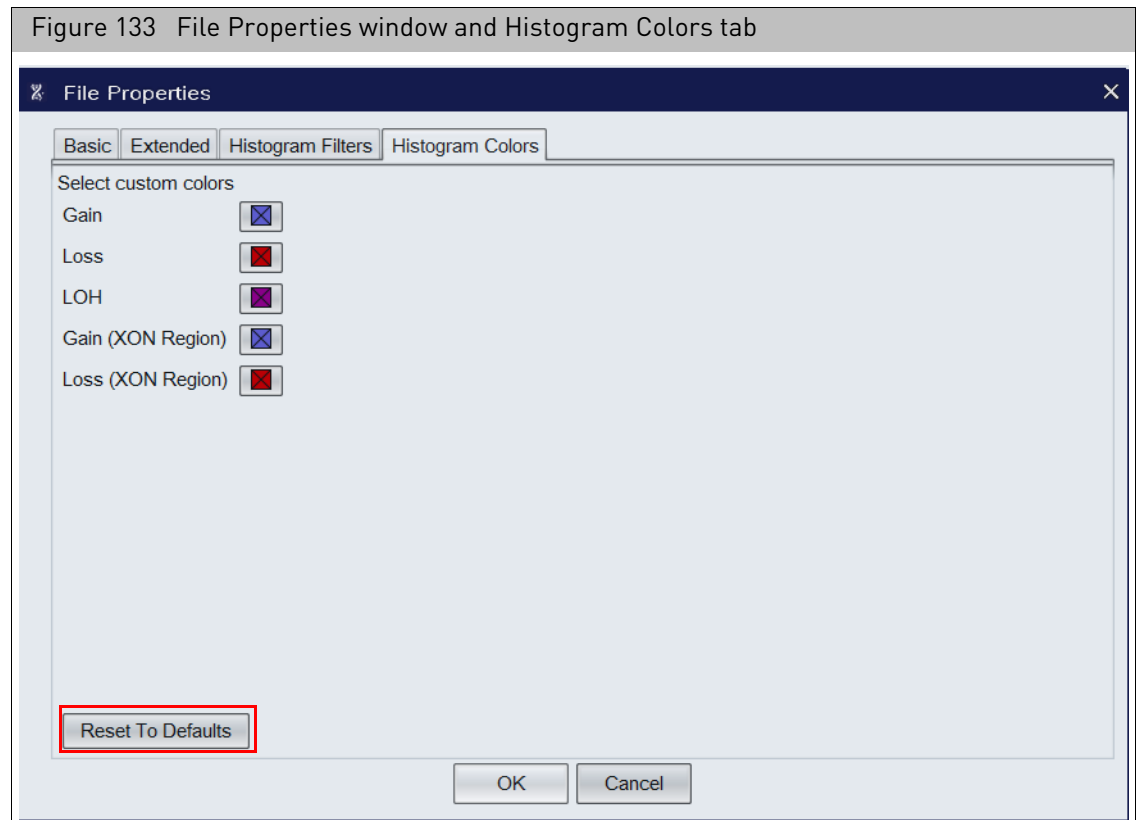 Figure 133 File Properties window and Histogram Colors tab
File Properties
Basic Extended Histogram Filters Histogram Colors
Select custom colors
Gain
Loss
LOH
Gain (XON Region)
Loss (XON Region)
Reset To Defaults
OK Cancel